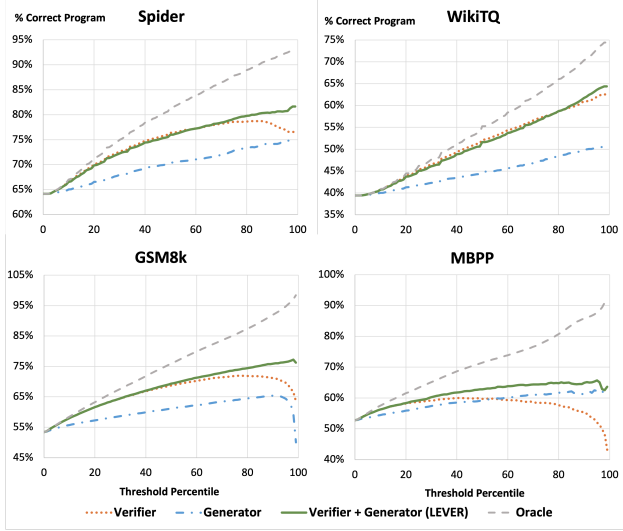 % Correct Program
Spider
95%
90%
85%
80%
75%
70%
65%
60%
0 20 40 60 80 100
% Correct Program
WikiTQ
75%
70%
65%
60%
55%
50%
45%
40%
35%
0 20 40 60 80 100
GSM8k
105%
95%
85%
75%
65%
55%
45%
0 20 40 60 80 100
Threshold Percentile
MBPP
100%
90%
80%
70%
60%
50%
40%
0 20 40 60 80 100
Threshold Percentile
Verifier Generator Verifier + Generator (LEVER) Oracle